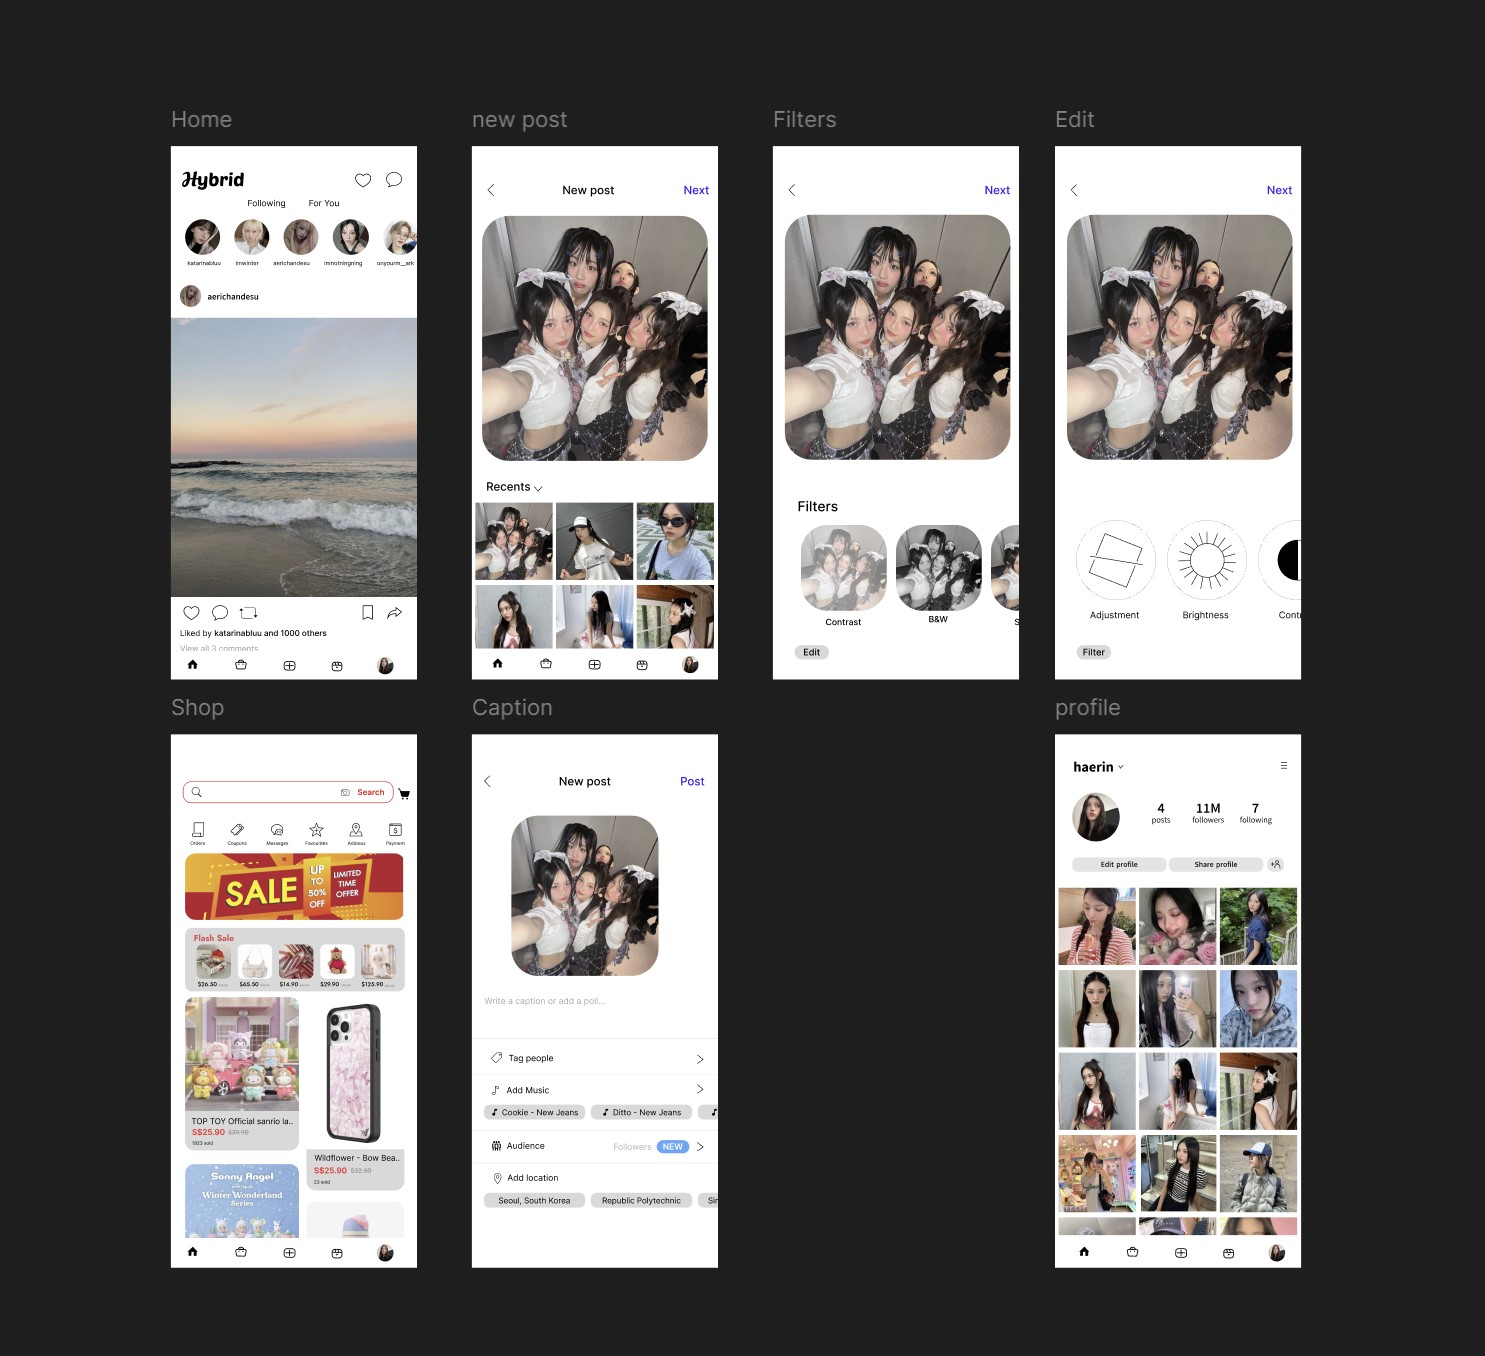 Home
Hybrid
Following For You
katarinabluu imwinter aerichandesu imnotningning onyourm__ark
aerichandesu
Liked by katarinabluu and 1000 others
View all 3 comments
new post
New post Next
Recents
Filters
Next
Filters
Contrast B&W S
Edit
Edit
Next
Adjustment Brightness Contr
Filter
Shop
Search
Orders Coupons Messages Favourites Address Payment
SALE
UP TO 50% OFF
LIMITED TIME OFFER
Flash Sale
$26.50 $65.50 $14.90 $29.90 $125.90
TOP TOY Official sanrio la..
S$25.90 $39.90
1923 sold
Wildflower - Bow Bea..
S$25.90 $32.50
23 sold
Sonny Angel
Winter Wonderland
Series
Caption
New post Post
Write a caption or add a poll...
Tag people
Add Music
Cookie - New Jeans Ditto - New Jeans
Audience Followers NEW
Add location
Seoul, South Korea Republic Polytechnic Sin
profile
haerin
4 11M 7
posts followers following
Edit profile Share profile